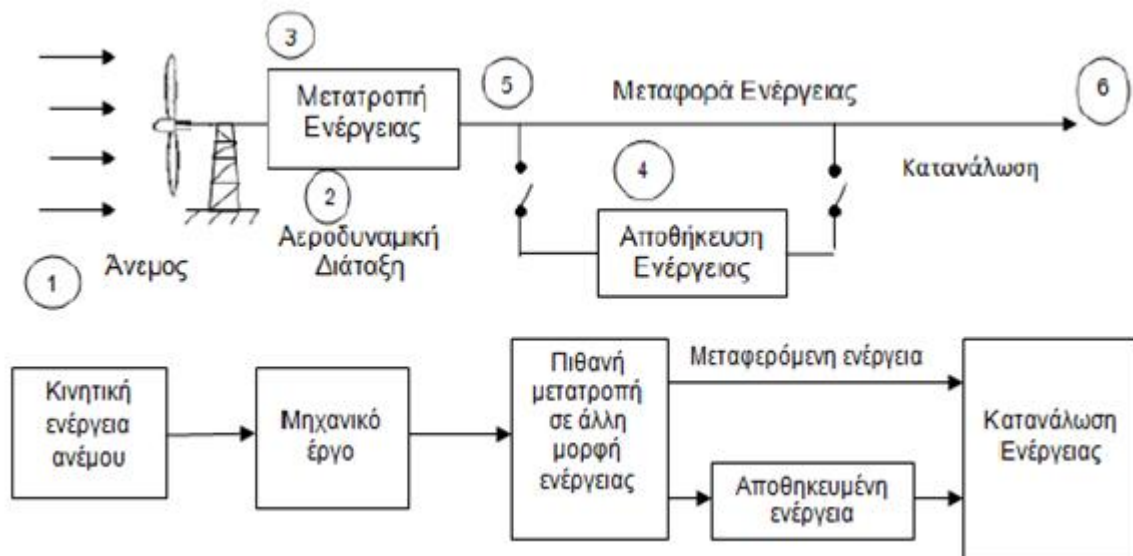 3
Μετατροπή
Ενέργειας
5
Μεταφορά Ενέργειας
6
2
4
Κατανάλωση
Αεροδυναμική
Διάταξη
Αποθήκευση
Ενέργειας
1
Άνεμος
Κινητική
ενέργεια
ανέμου
Μηχανικό
έργο
Πιθανή
μετατροπή
σε άλλη
μορφή
ενέργειας
Μεταφερόμενη ενέργεια
Αποθηκευμένη
ενέργεια
Κατανάλωση
Ενέργειας